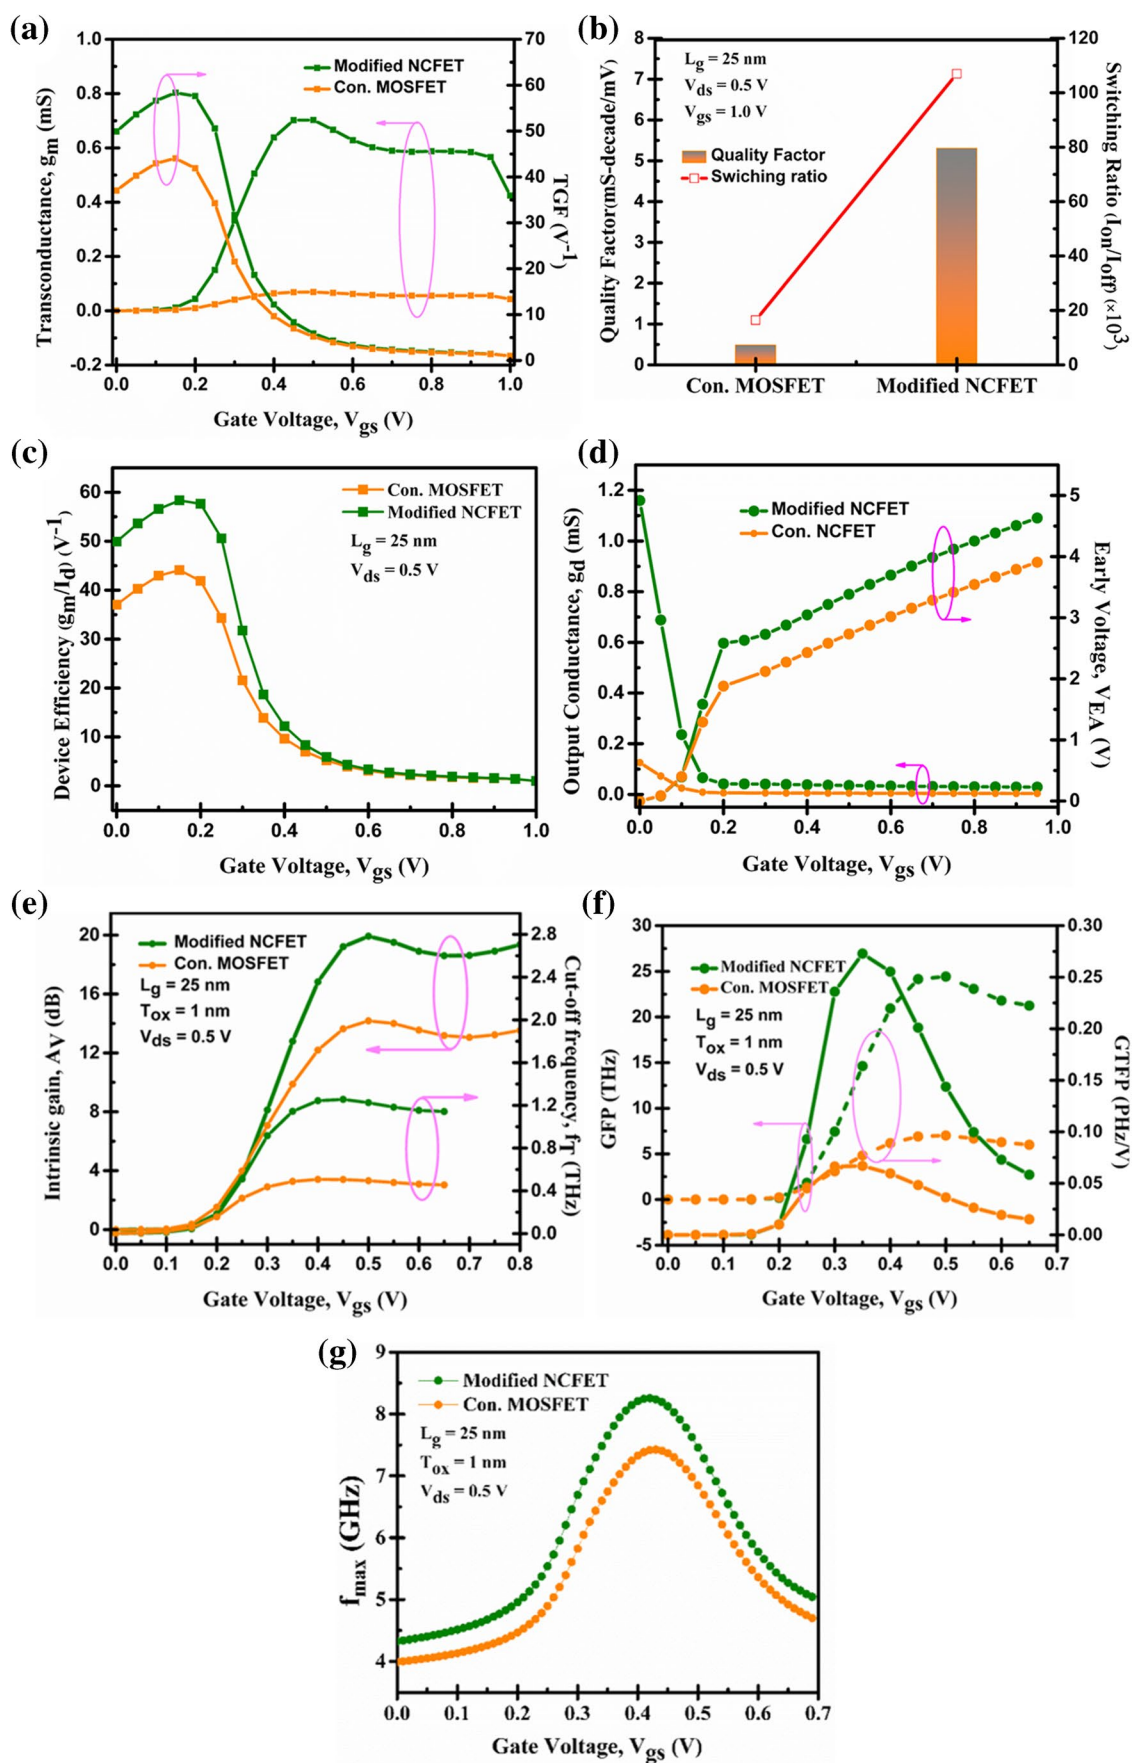 (a)
1.0
0.8
0.6
0.4
0.2
0.0
-0.2
Transconductance, gm (mS)
Modified NCFET
Con. MOSFET
70
60
50
40
30
20
10
0
TGF (V-1)
0.0 0.2 0.4 0.6 0.8 1.0
Gate Voltage, Vgs (V)
(b)
8
7
6
5
4
3
2
1
0
Quality Factor(mS-decade/mV)
Lg = 25 nm
Vds = 0.5 V
Vgs = 1.0 V
Quality Factor
Swiching ratio
120
100
80
60
40
20
0
Switching Ratio (Ion/Ioff) (×103)
Con. MOSFET Modified NCFET
(c)
60
50
40
30
20
10
0
Device Efficiency (gm/Id) (V-1)
Con. MOSFET
Modified NCFET
Lg = 25 nm
Vds = 0.5 V
0.0 0.2 0.4 0.6 0.8 1.0
Gate Voltage, Vgs (V)
(d)
1.2
1.0
0.8
0.6
0.4
0.2
0.0
Output Conductance, gd (mS)
Modified NCFET
Con. NCFET
5
4
3
2
1
0
Early Voltage, VEA (V)
0.0 0.2 0.4 0.6 0.8 1.0
Gate Voltage, Vgs (V)
(e)
20
16
12
8
4
0
Intrinsic gain, AV (dB)
Modified NCFET
Con. MOSFET
Lg = 25 nm
Tox = 1 nm
Vds = 0.5 V
2.8
2.4
2.0
1.6
1.2
0.8
0.4
0.0
Cut-off frequency, fT (THz)
0.0 0.1 0.2 0.3 0.4 0.5 0.6 0.7 0.8
Gate Voltage, Vgs (V)
(f)
30
25
20
15
10
5
0
-5
GFP (THz)
Modified NCFET
Con. MOSFET
Lg = 25 nm
Tox = 1 nm
Vds = 0.5 V
0.30
0.25
0.20
0.15
0.10
0.05
0.00
GTFP (PHz/V)
0.0 0.1 0.2 0.3 0.4 0.5 0.6 0.7
Gate Voltage, Vgs (V)
(g)
9
8
7
6
5
4
fmax (GHz)
Modified NCFET
Con. MOSFET
Lg = 25 nm
Tox = 1 nm
Vds = 0.5 V
0.0 0.1 0.2 0.3 0.4 0.5 0.6 0.7
Gate Voltage, Vgs (V)